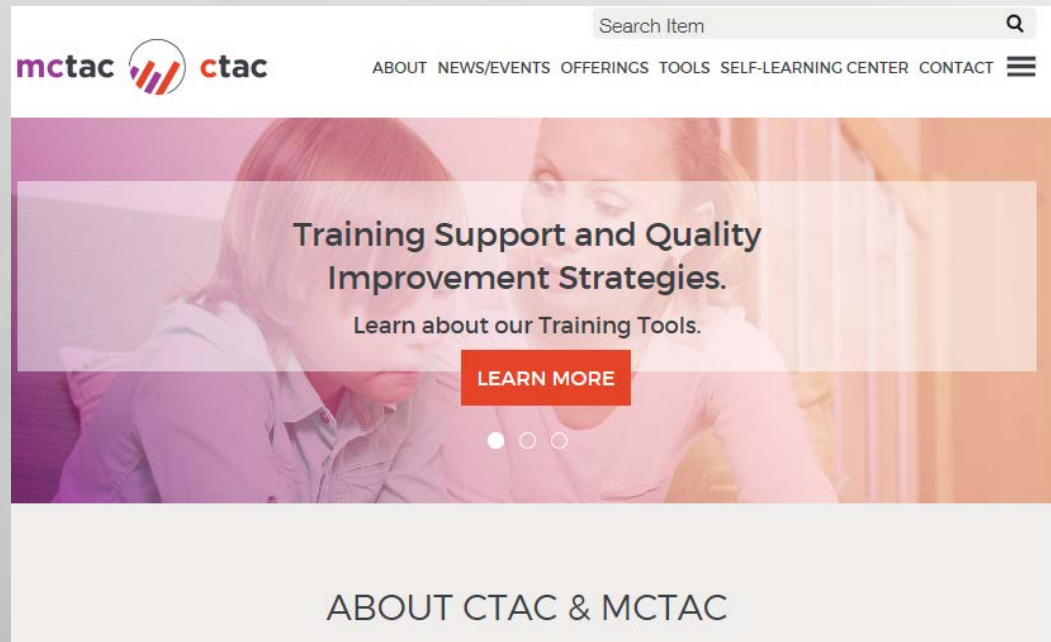 Search Item
mctac ctac
ABOUT NEWS/EVENTS OFFERINGS TOOLS SELF-LEARNING CENTER CONTACT
Training Support and Quality
Improvement Strategies.
Learn about our Training Tools.
LEARN MORE
ABOUT CTAC & MCTAC